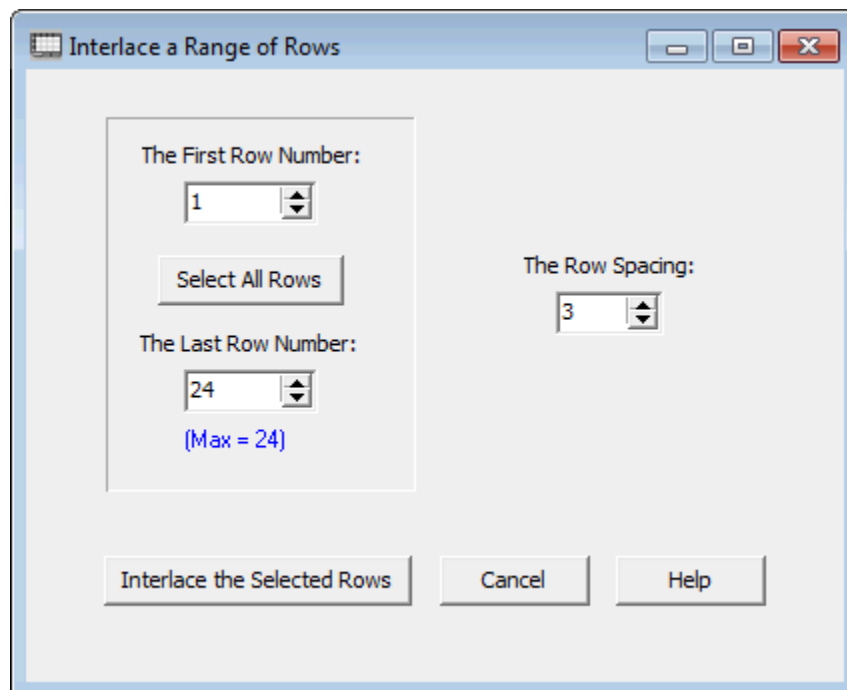 Interlace a Range of Rows
The First Row Number:
1
Select All Rows
The Last Row Number:
24
(Max = 24)
The Row Spacing:
3
Interlace the Selected Rows
Cancel
Help